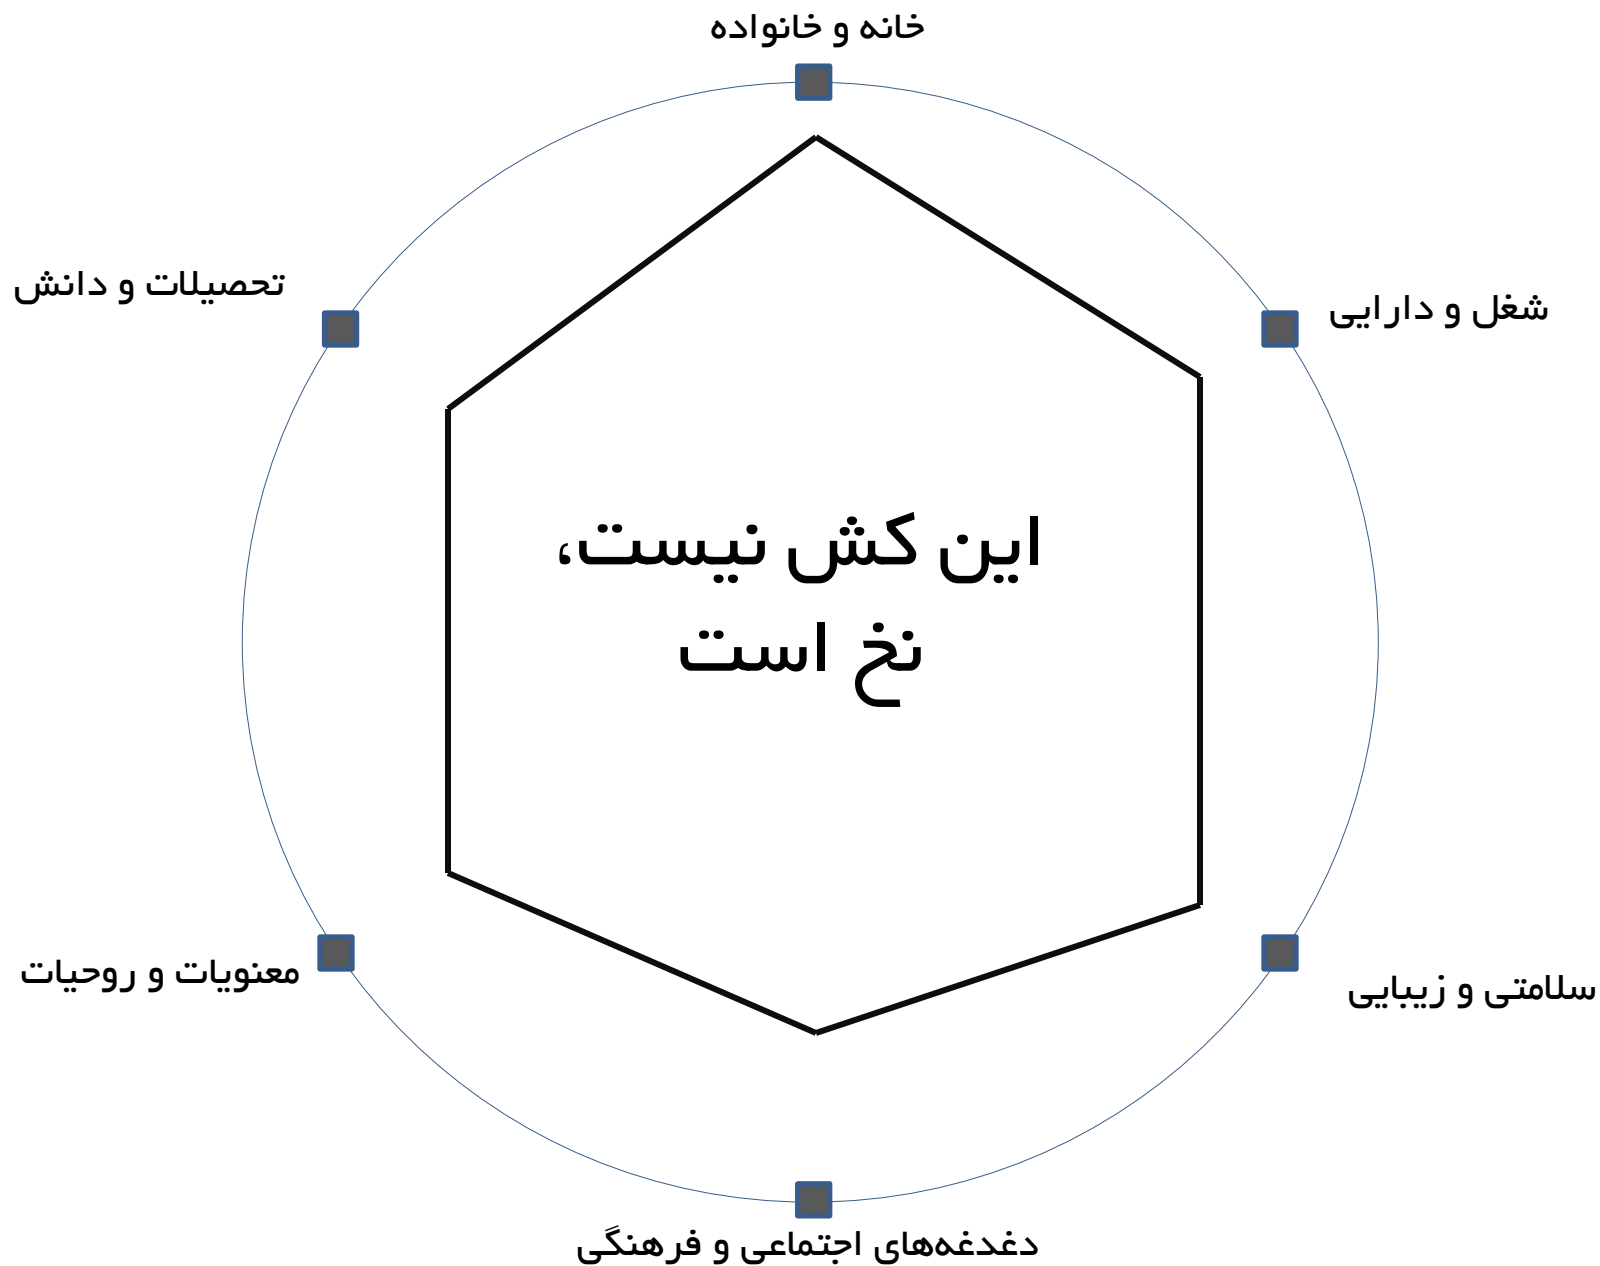 خانه و خانواده
شغل و دارایی
تحصیلات و دانش
این کش نیست،
نخ است
سلامتی و زیبایی
معنویات و روحیات
دغدغه‌های اجتماعی و فرهنگی